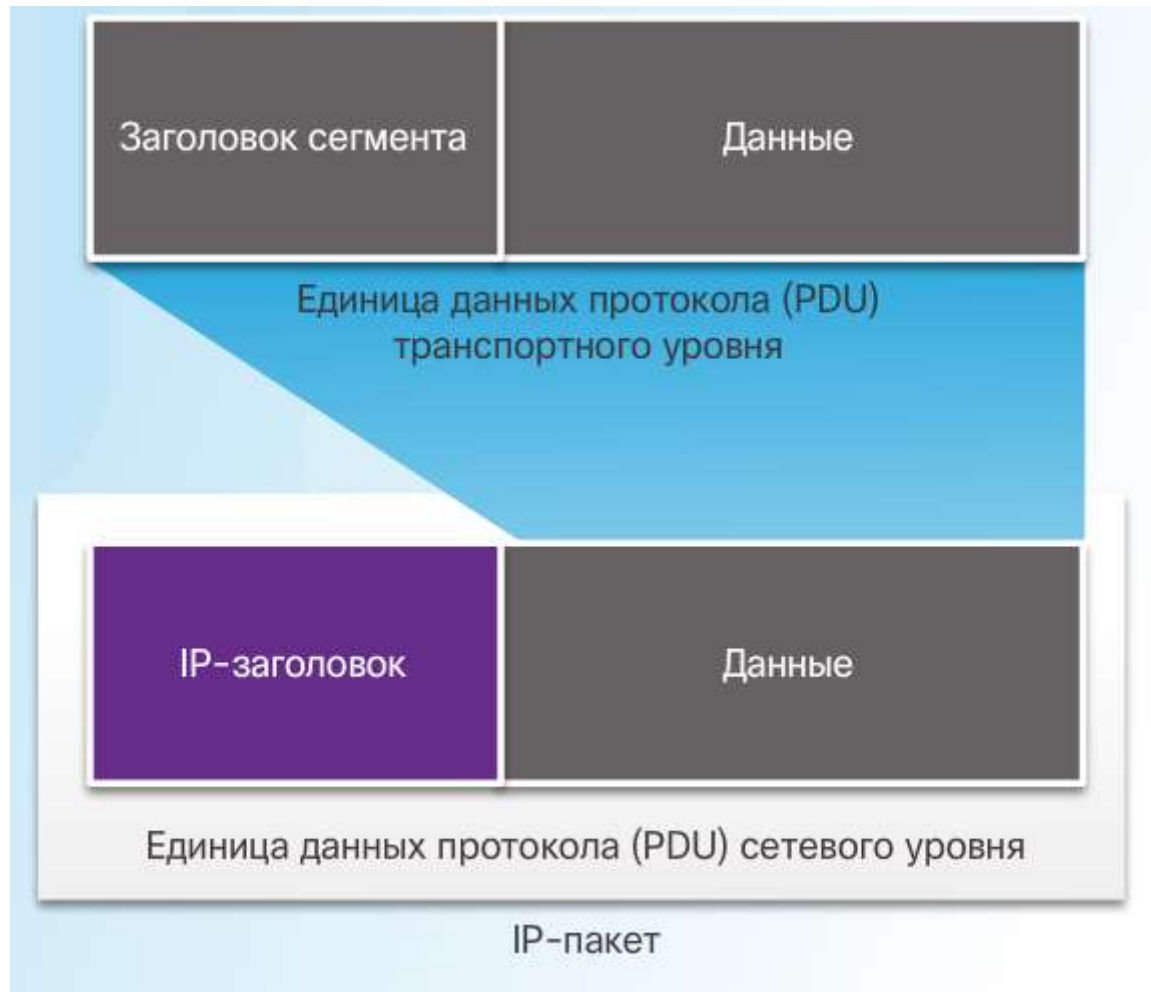 Заголовок сегмента
Данные
Единица данных протокола (PDU)
транспортного уровня
IP-заголовок
Данные
Единица данных протокола (PDU) сетевого уровня
IP-пакет